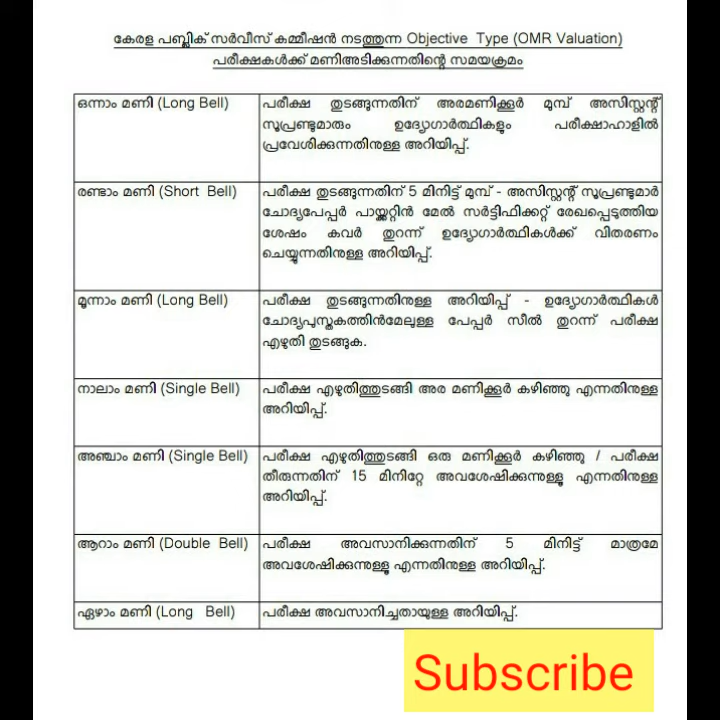 കേരള പബ്ലിക് സർവീസ് കമ്മീഷൻ നടത്തുന്ന Objective Type (OMR Valuation)
പരീക്ഷകൾക്ക് മണിഅടിക്കുന്നതിന്റെ സമയക്രമം
ഒന്നാം മണി (Long Bell)
പരീക്ഷ തുടങ്ങുന്നതിന് അരമണിക്കൂർ മുമ്പ് അസിസ്റ്റന്റ്
സൂപ്രണ്ടുമാരും ഉദ്യോഗാർത്ഥികളും പരീക്ഷാഹാളിൽ
പ്രവേശിക്കുന്നതിനുള്ള അറിയിപ്പ്.
രണ്ടാം മണി (Short Bell)
പരീക്ഷ തുടങ്ങുന്നതിന് 5 മിനിട്ട് മുമ്പ് - അസിസ്റ്റന്റ് സൂപ്രണ്ടുമാർ
ചോദ്യപേപ്പർ പായ്ക്കറ്റിൻ മേൽ സർട്ടിഫിക്കറ്റ് രേഖപ്പെടുത്തിയ
ശേഷം കവർ തുറന്ന് ഉദ്യോഗാർത്ഥികൾക്ക് വിതരണം
ചെയ്യുന്നതിനുള്ള അറിയിപ്പ്.
മൂന്നാം മണി (Long Bell)
പരീക്ഷ തുടങ്ങുന്നതിനുള്ള അറിയിപ്പ് - ഉദ്യോഗാർത്ഥികൾ
ചോദ്യപുസ്തകത്തിൻമേലുള്ള പേപ്പർ സീൽ തുറന്ന് പരീക്ഷ
എഴുതി തുടങ്ങുക.
നാലാം മണി (Single Bell)
പരീക്ഷ എഴുതിത്തുടങ്ങി അര മണിക്കൂർ കഴിഞ്ഞു എന്നതിനുള്ള
അറിയിപ്പ്.
അഞ്ചാം മണി (Single Bell)
പരീക്ഷ എഴുതിത്തുടങ്ങി ഒരു മണിക്കൂർ കഴിഞ്ഞു / പരീക്ഷ
തീരുന്നതിന് 15 മിനിറ്റേ അവശേഷിക്കുന്നുള്ളൂ എന്നതിനുള്ള
അറിയിപ്പ്.
ആറാം മണി (Double Bell)
പരീക്ഷ അവസാനിക്കുന്നതിന് 5 മിനിട്ട് മാത്രമേ
അവശേഷിക്കുന്നുള്ളൂ എന്നതിനുള്ള അറിയിപ്പ്.
ഏഴാം മണി (Long Bell)
പരീക്ഷ അവസാനിച്ചതായുള്ള അറിയിപ്പ്.
Subscribe